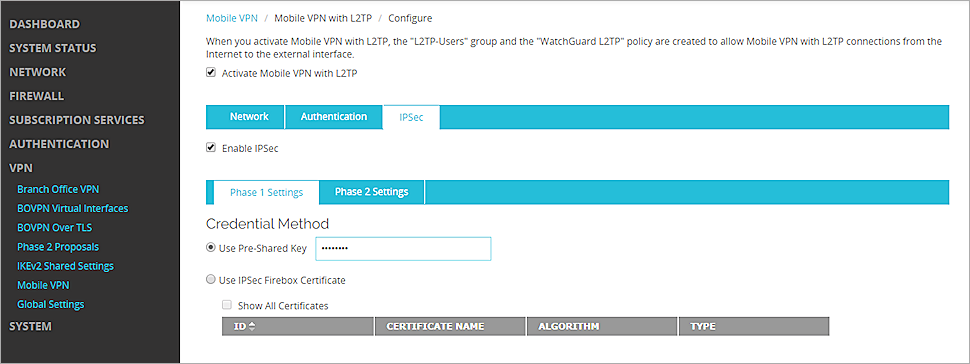 DASHBOARD
SYSTEM STATUS
NETWORK
FIREWALL
SUBSCRIPTION SERVICES
AUTHENTICATION
VPN
Branch Office VPN
BOVPN Virtual Interfaces
BOVPN Over TLS
Phase 2 Proposals
IKEv2 Shared Settings
Mobile VPN
Global Settings
SYSTEM
Mobile VPN / Mobile VPN with L2TP / Configure
When you activate Mobile VPN with L2TP, the "L2TP-Users" group and the "WatchGuard L2TP" policy are created to allow Mobile VPN with L2TP connections from the
Internet to the external interface.
Activate Mobile VPN with L2TP
Network Authentication IPSec
Enable IPSec
Phase 1 Settings Phase 2 Settings
Credential Method
Use Pre-Shared Key ••••••••
Use IPSec Firebox Certificate
Show All Certificates
ID CERTIFICATE NAME ALGORITHM TYPE